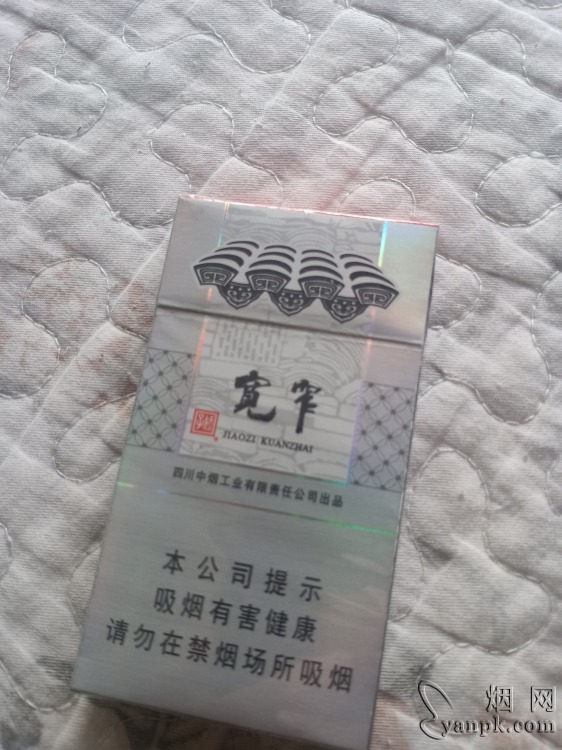 宽窄
JIAOZI KUANZHAI
四川中烟工业有限责任公司出品
本公司提示
吸烟有害健康
请勿在禁烟场所吸烟
烟网
yanpk.com